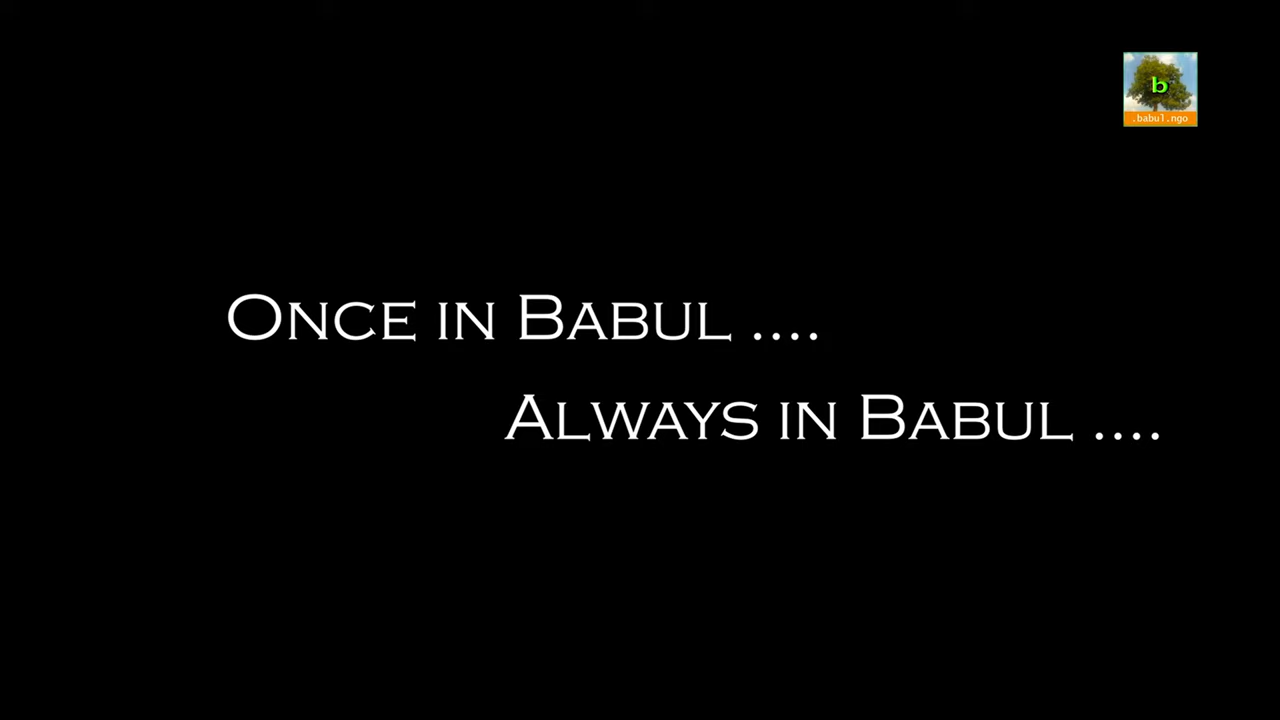 b
.babul.ngo
Once in Babul ....
Always in Babul ....